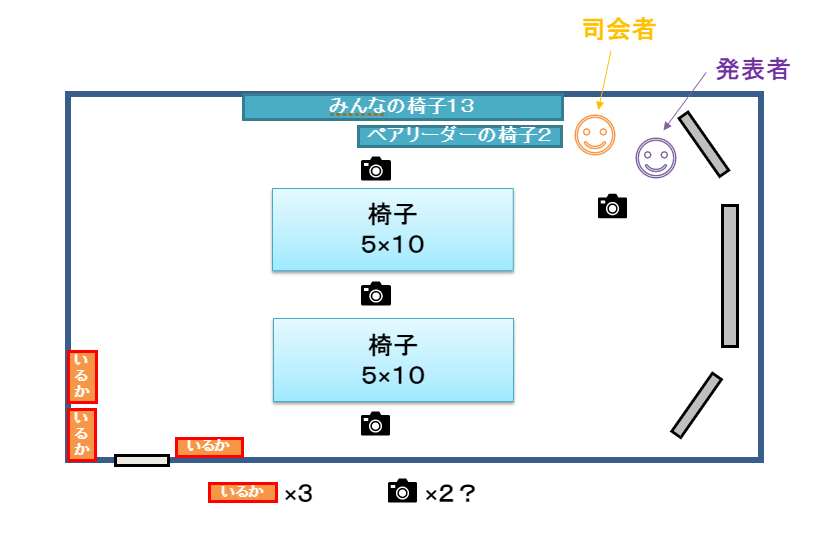 司会者
発表者
みんなの椅子13
ペアリーダーの椅子2
椅子
5×10
椅子
5×10
いるか
いるか
いるか
いるか ×3
×2？